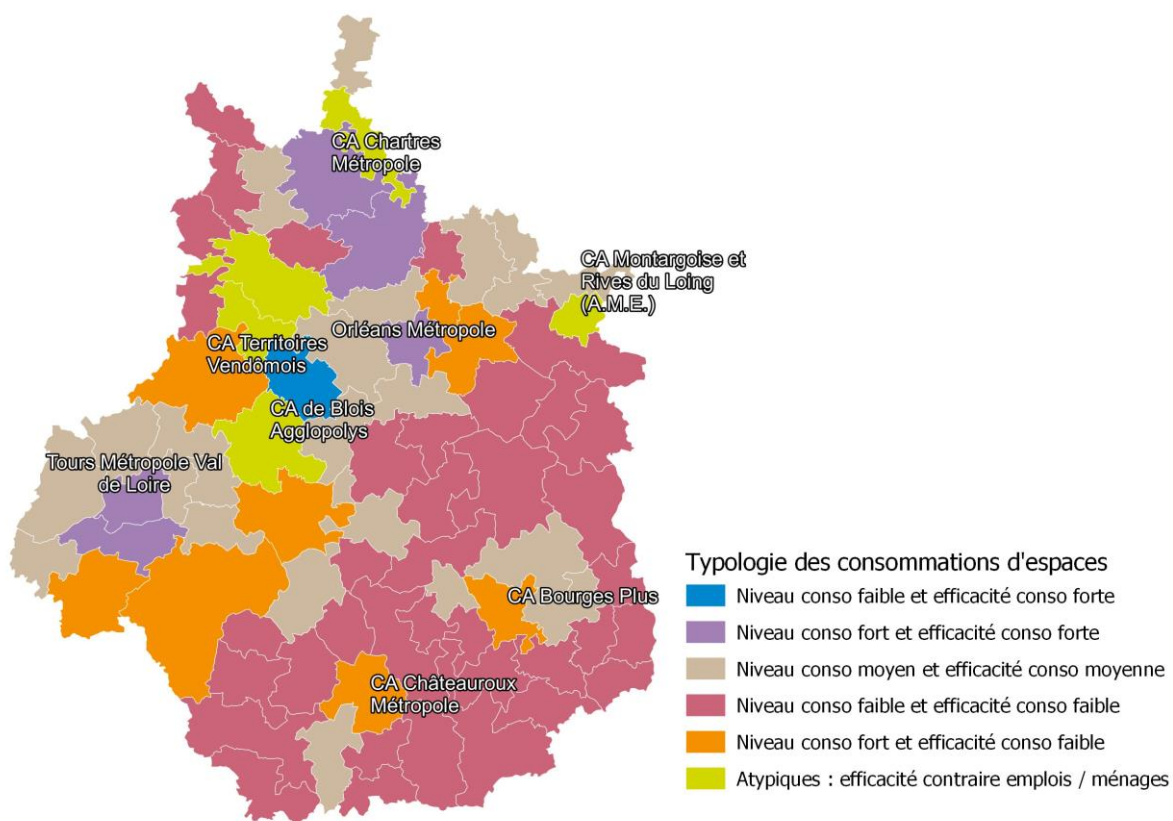 CA Chartres
Métropole
CA Montargoise et
Rives du Loing
(A.M.E.)
Orléans Métropole
CA Territoires
Vendômois
CA de Blois
Agglopolys
Tours Métropole Val
de Loire
CA Bourges Plus
CA Châteauroux
Métropole
Typologie des consommations d'espaces
Niveau conso faible et efficacité conso forte
Niveau conso fort et efficacité conso forte
Niveau conso moyen et efficacité conso moyenne
Niveau conso faible et efficacité conso faible
Niveau conso fort et efficacité conso faible
Atypiques : efficacité contraire emplois / ménages